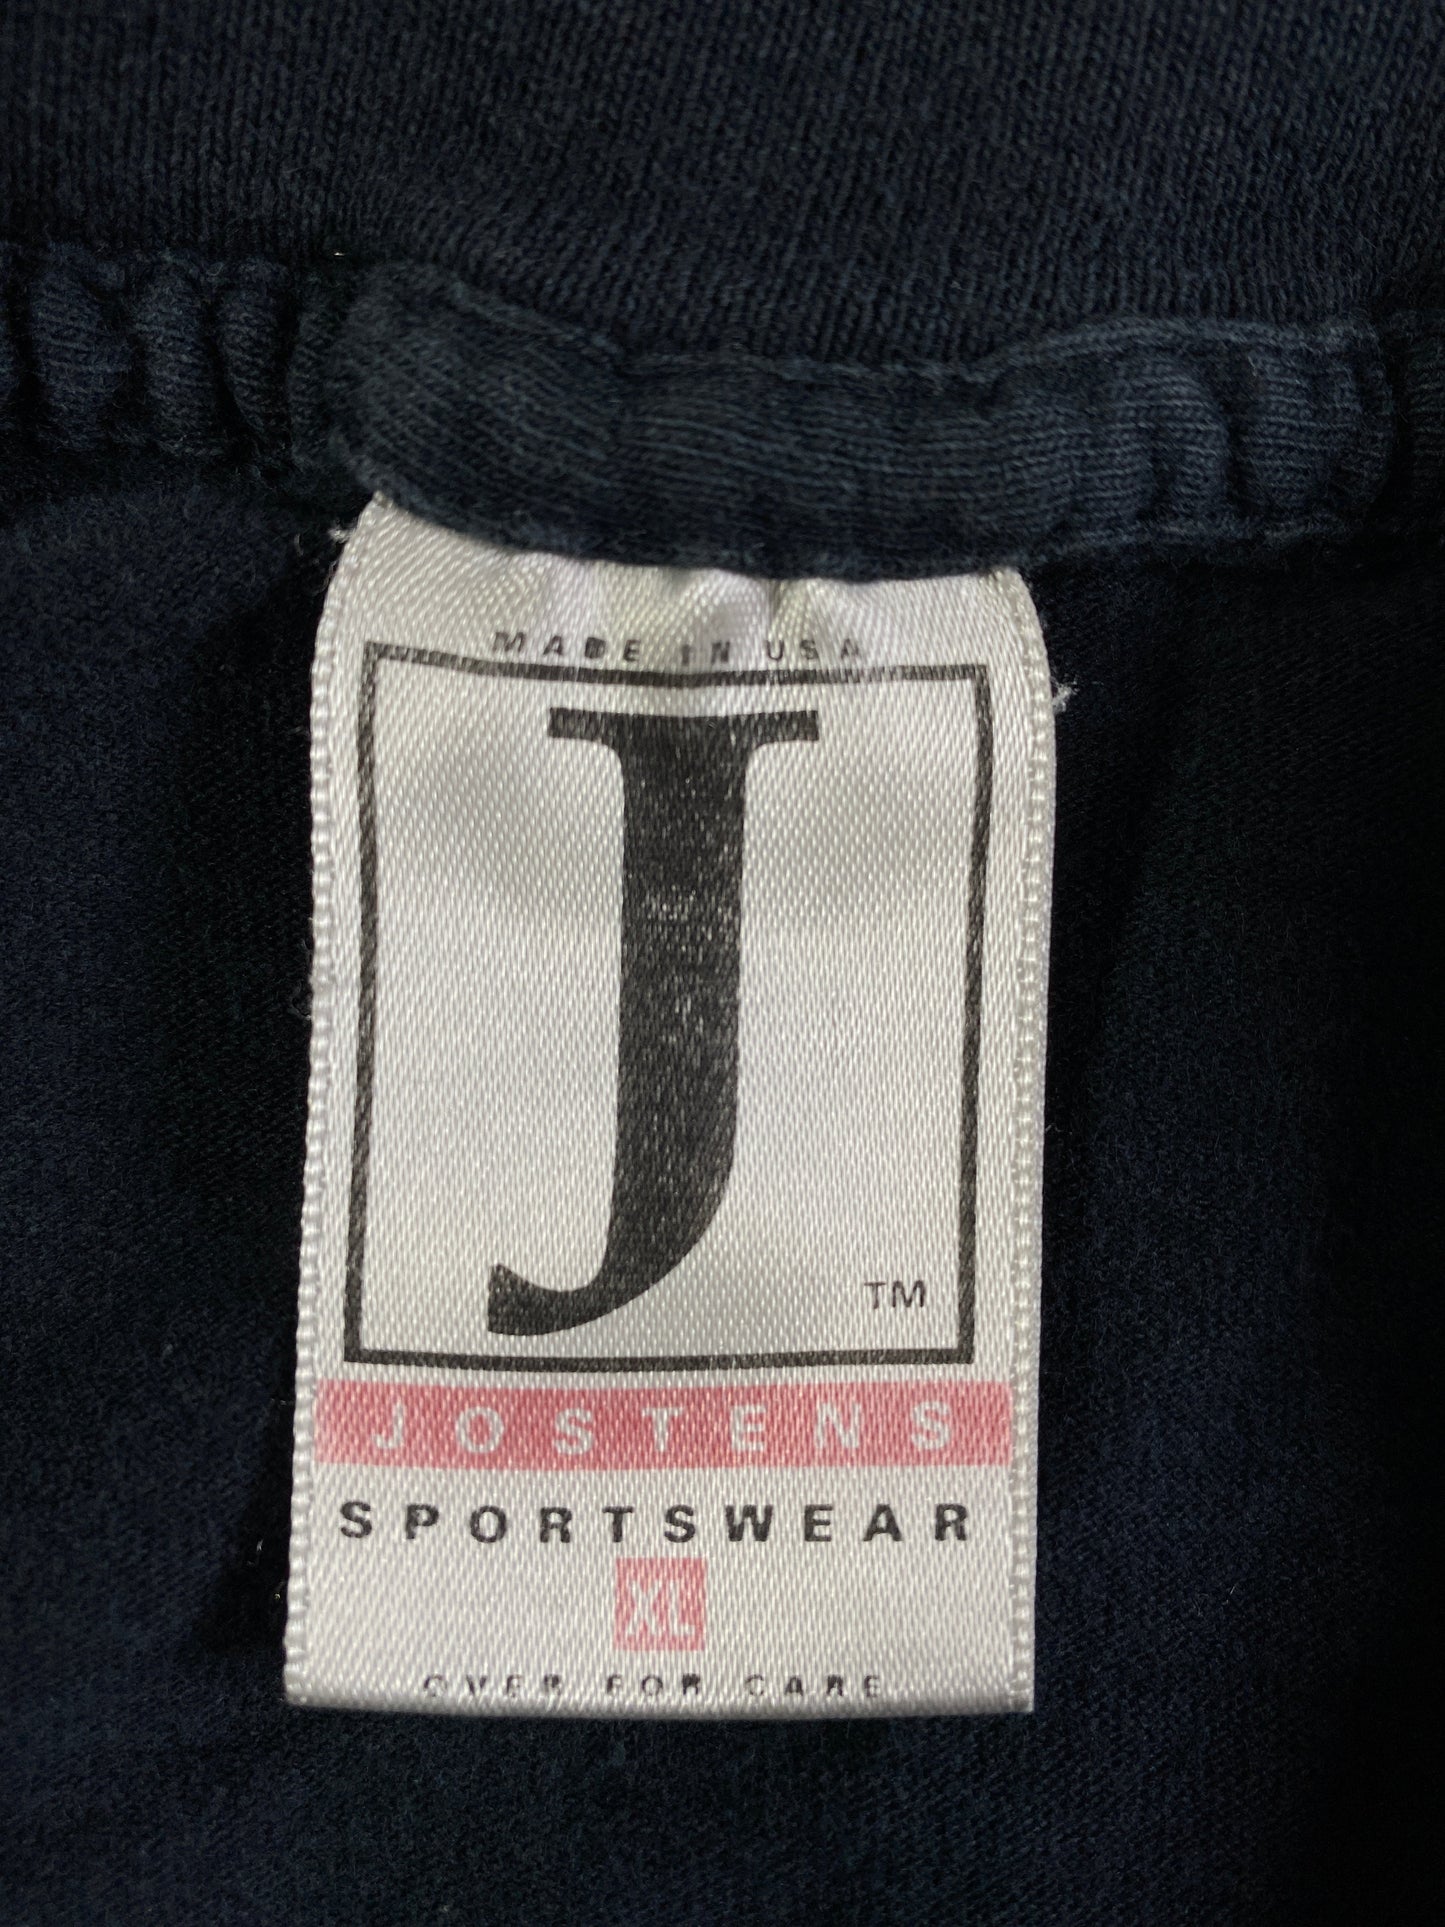 MADE IN USA
J
TM
JOSTENS
SPORTSWEAR
XL
OVER FOR CARE